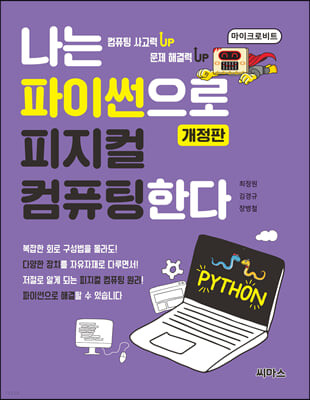 컴퓨팅 사고력 UP
문제 해결력 UP
마이크로비트
나는
파이썬으로
개정판
피지컬
컴퓨팅한다
최정원
김경규
장병철
복잡한 회로 구성법을 몰라도!
다양한 장치를 자유자재로 다루면서!
저절로 알게 되는 피지컬 컴퓨팅 원리!
파이썬으로 해결할 수 있습니다
PYTHON
씨마스